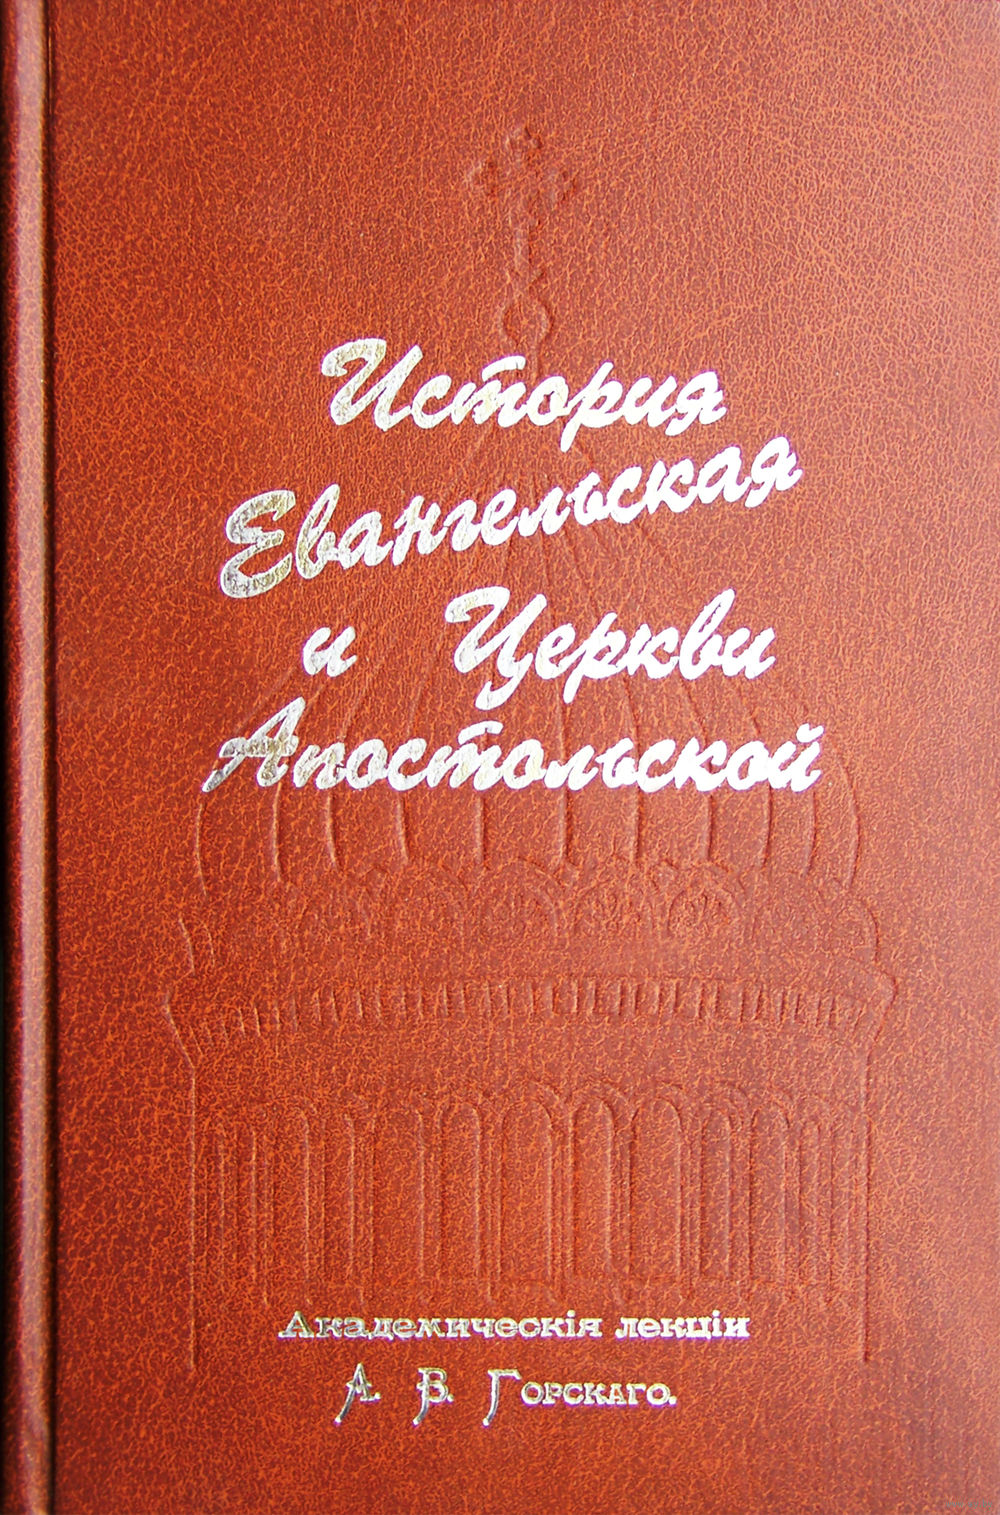 История
Евангельская
и Церкви
Апостольской
Академическія лекціи
А. В. Горскаго.